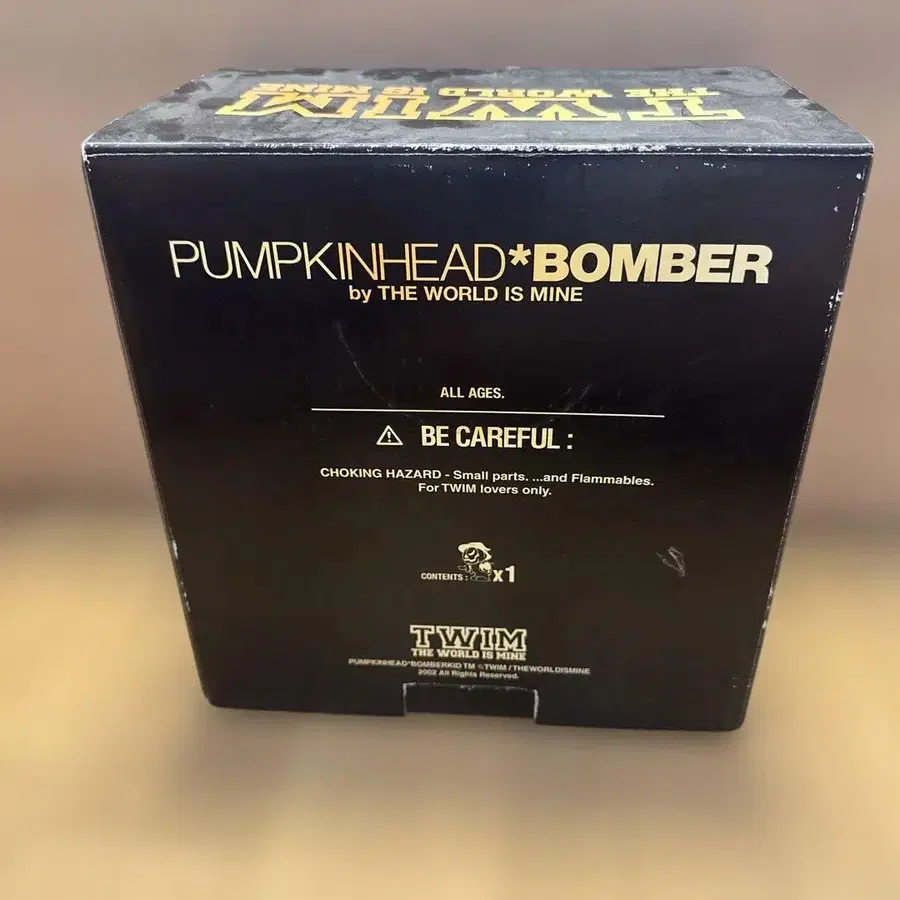 TWIM
THE WORLD IS MINE
PUMPKINHEAD*BOMBER
by THE WORLD IS MINE
ALL AGES.
⚠ BE CAREFUL :
CHOKING HAZARD - Small parts. ...and Flammables.
For TWIM lovers only.
CONTENTS : x1
TWIM
THE WORLD IS MINE
PUMPKINHEAD*BOMBERKID TM ©TWIM / THEWORLDISMINE
2002 All Rights Reserved.